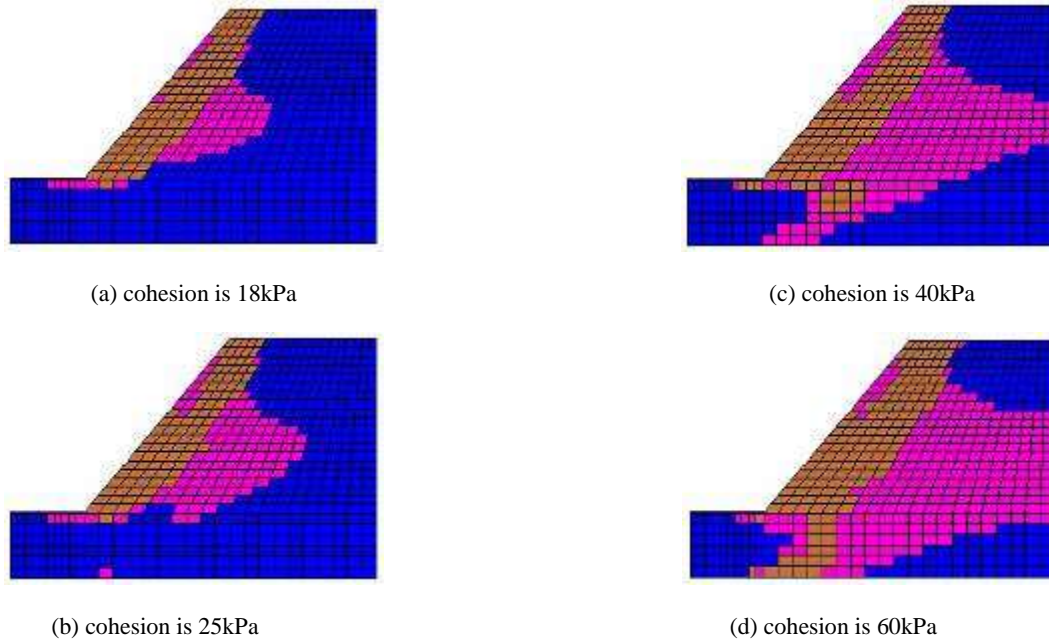 (a) cohesion is 18kPa
(c) cohesion is 40kPa
(b) cohesion is 25kPa
(d) cohesion is 60kPa